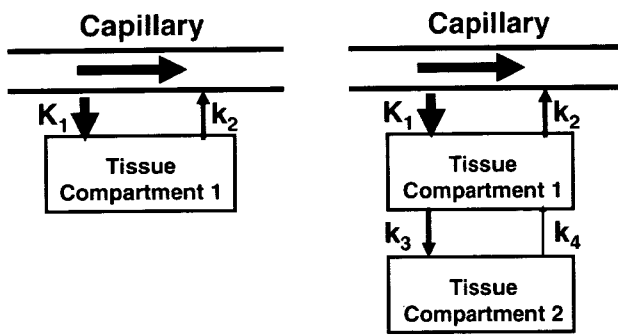 Capillary
K1
k2
Tissue
Compartment 1
Capillary
K1
k2
Tissue
Compartment 1
k3
k4
Tissue
Compartment 2